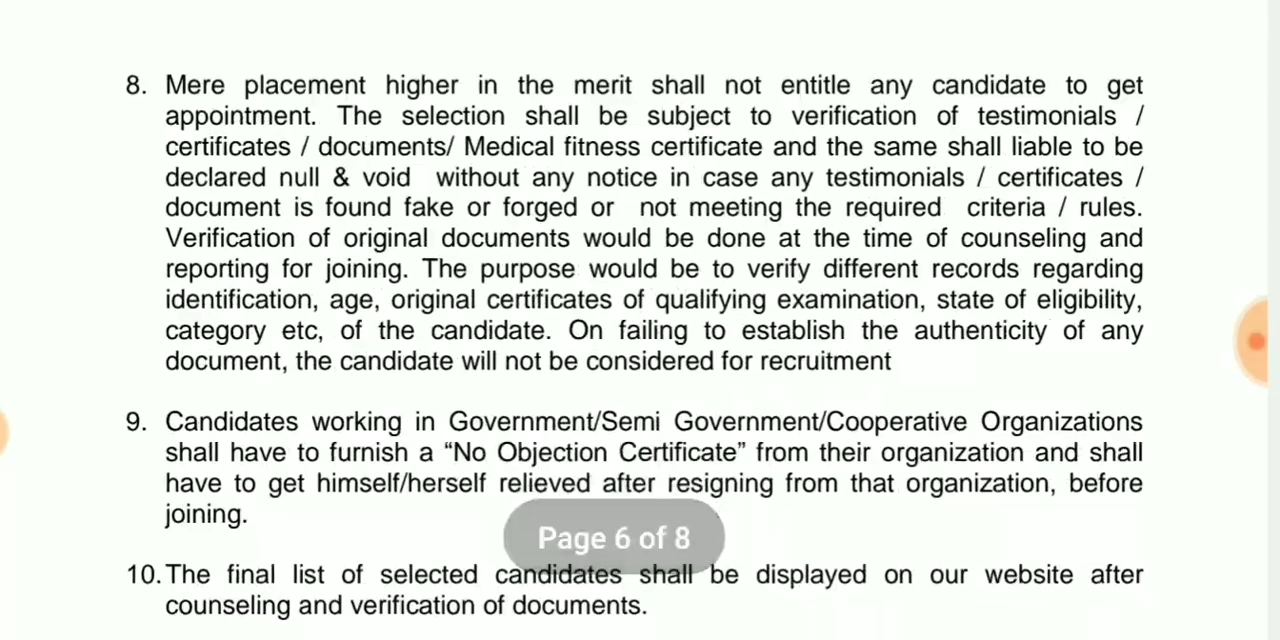 8. Mere placement higher in the merit shall not entitle any candidate to get
appointment. The selection shall be subject to verification of testimonials /
certificates / documents/ Medical fitness certificate and the same shall liable to be
declared null & void without any notice in case any testimonials / certificates /
document is found fake or forged or not meeting the required criteria / rules.
Verification of original documents would be done at the time of counseling and
reporting for joining. The purpose would be to verify different records regarding
identification, age, original certificates of qualifying examination, state of eligibility,
category etc, of the candidate. On failing to establish the authenticity of any
document, the candidate will not be considered for recruitment
9. Candidates working in Government/Semi Government/Cooperative Organizations
shall have to furnish a “No Objection Certificate” from their organization and shall
have to get himself/herself relieved after resigning from that organization, before
joining.
Page 6 of 8
10. The final list of selected candidates shall be displayed on our website after
counseling and verification of documents.